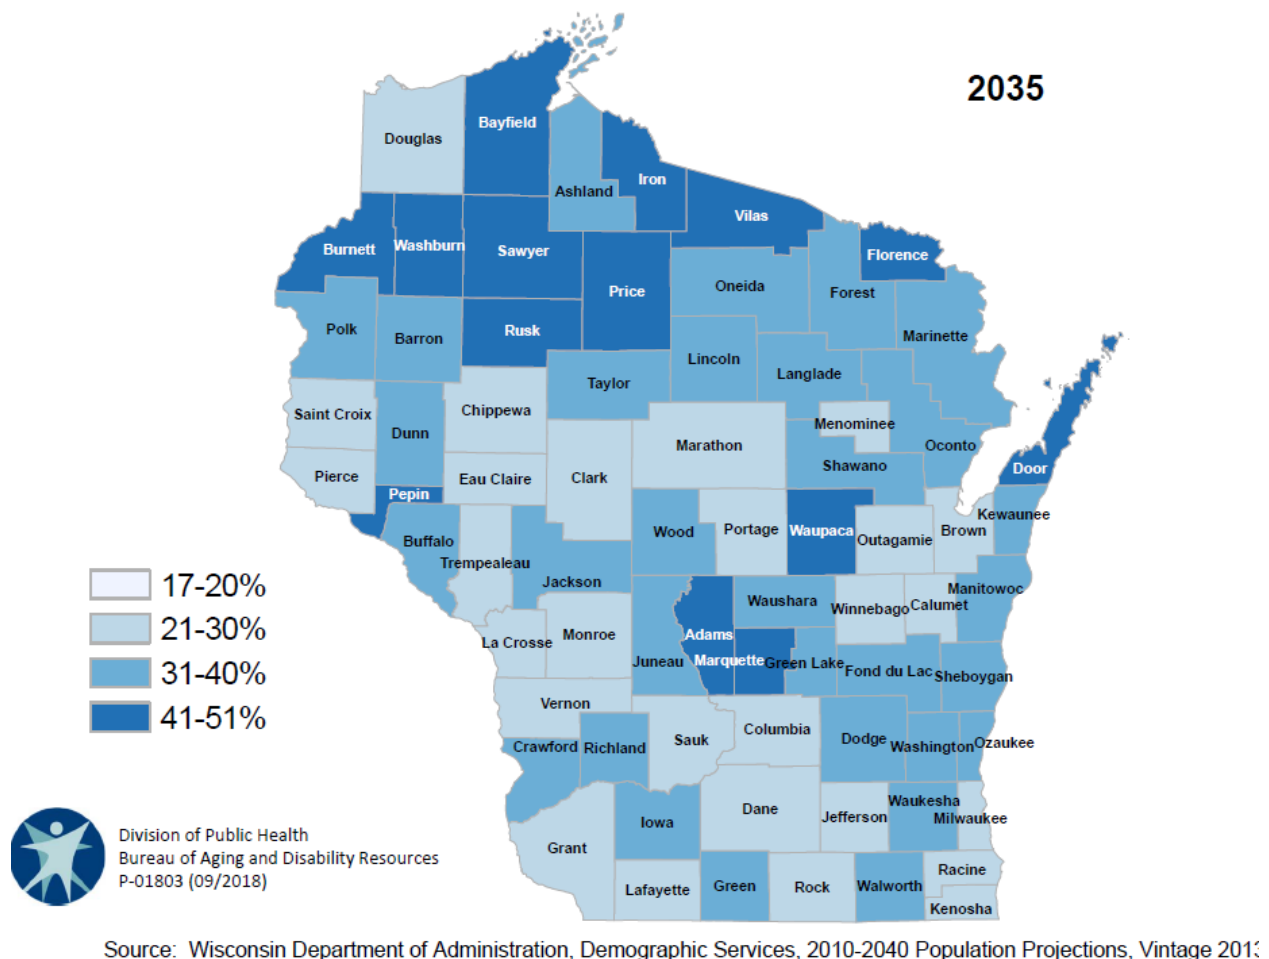 2035
Bayfield
Douglas
Iron
Ashland
Vilas
Burnett
Washburn
Sawyer
Florence
Price
Oneida
Forest
Polk
Barron
Rusk
Marinette
Lincoln
Langlade
Taylor
Saint Croix
Chippewa
Menominee
Dunn
Marathon
Oconto
Shawano
Door
Pierce
Eau Claire
Clark
Pepin
Kewaunee
Wood
Portage
Waupaca
Brown
Outagamie
Buffalo
Trempealeau
Jackson
Manitowoc
Waushara
Winnebago
Calumet
La Crosse
Monroe
Adams
Juneau
Marquette
Green Lake
Fond du Lac
Sheboygan
Vernon
Columbia
Sauk
Dodge
Washington
Ozaukee
Crawford
Richland
Waukesha
Dane
Jefferson
Milwaukee
Iowa
Grant
Racine
Lafayette
Green
Rock
Walworth
Kenosha
17-20%
21-30%
31-40%
41-51%
Division of Public Health
Bureau of Aging and Disability Resources
P-01803 (09/2018)
Source: Wisconsin Department of Administration, Demographic Services, 2010-2040 Population Projections, Vintage 2013